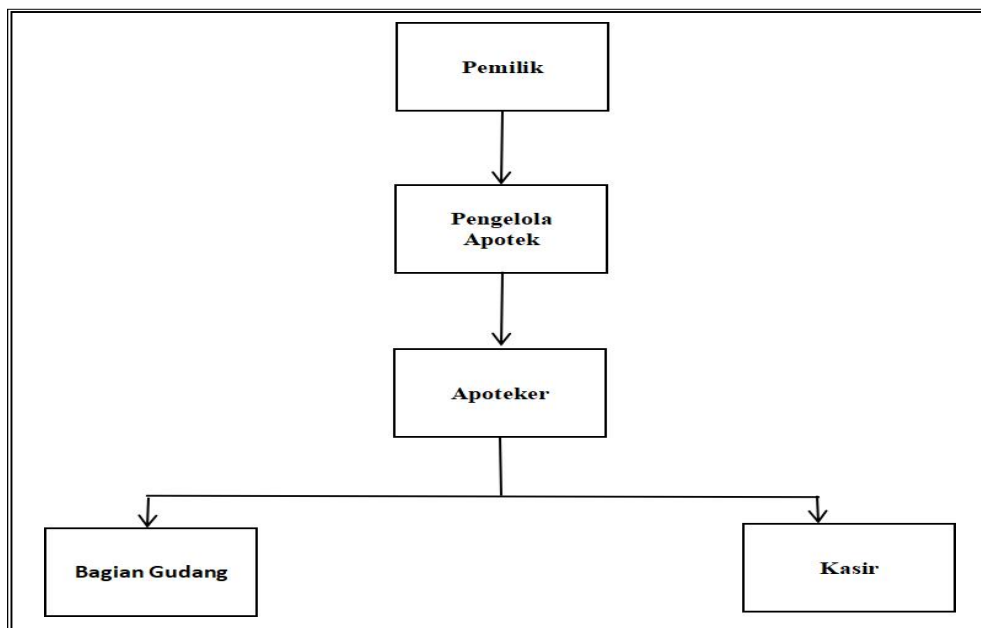 Pemilik
Pengelola
Apotek
Apoteker
Bagian Gudang
Kasir